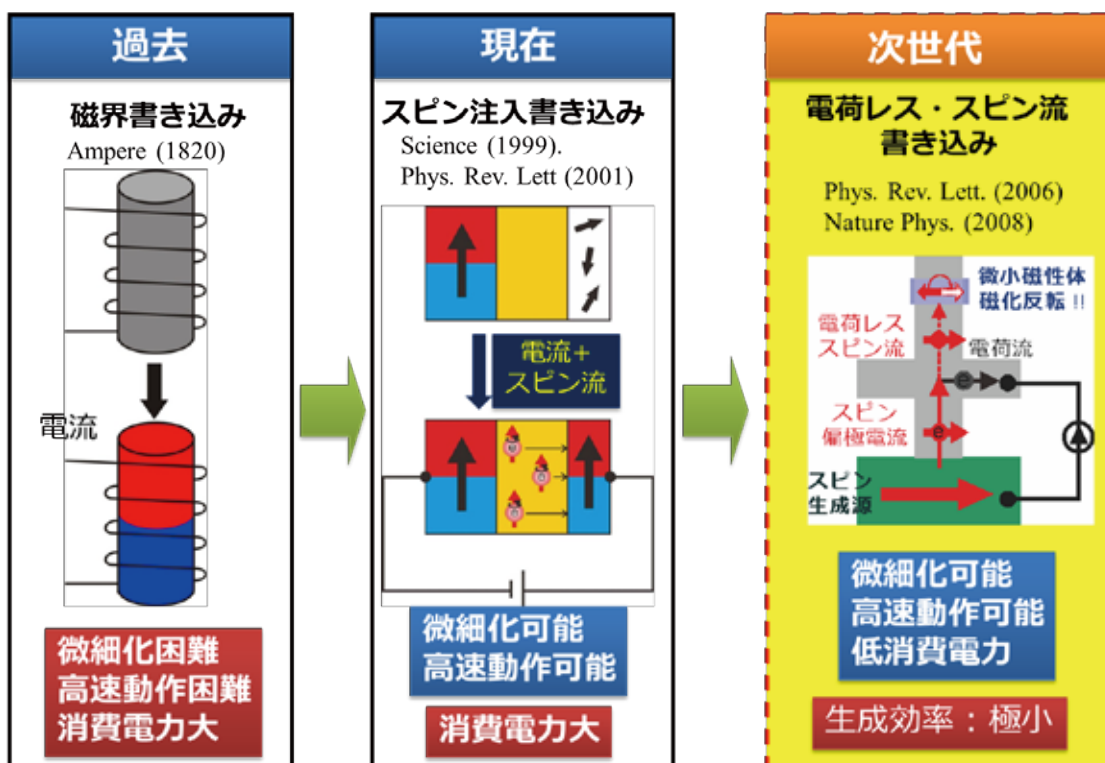 過去
磁界書き込み
Ampere (1820)
電流
微細化困難
高速動作困難
消費電力大
現在
スピン注入書き込み
Science (1999).
Phys. Rev. Lett (2001)
電流+
スピン流
微細化可能
高速動作可能
消費電力大
次世代
電荷レス・スピン流
書き込み
Phys. Rev. Lett. (2006)
Nature Phys. (2008)
微小磁性体
磁化反転 !!
電荷レス
スピン流
電荷流
e
スピン
偏極電流
e
スピン
生成源
微細化可能
高速動作可能
低消費電力
生成効率：極小